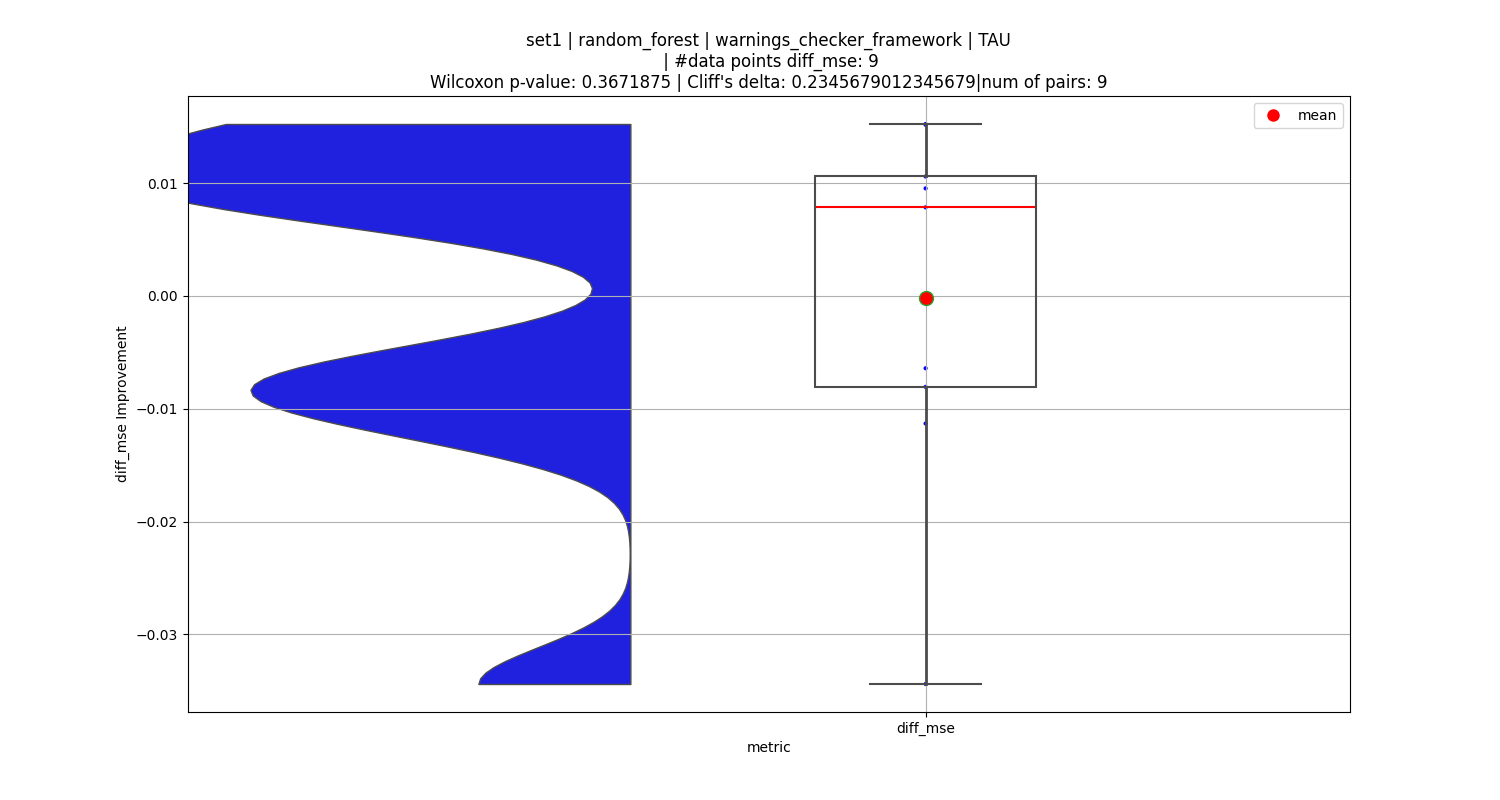 set1 | random_forest | warnings_checker_framework | TAU
| #data points diff_mse: 9
Wilcoxon p-value: 0.3671875 | Cliff's delta: 0.2345679012345679|num of pairs: 9
mean
0.01
0.00
−0.01
−0.02
−0.03
diff_mse Improvement
diff_mse
metric